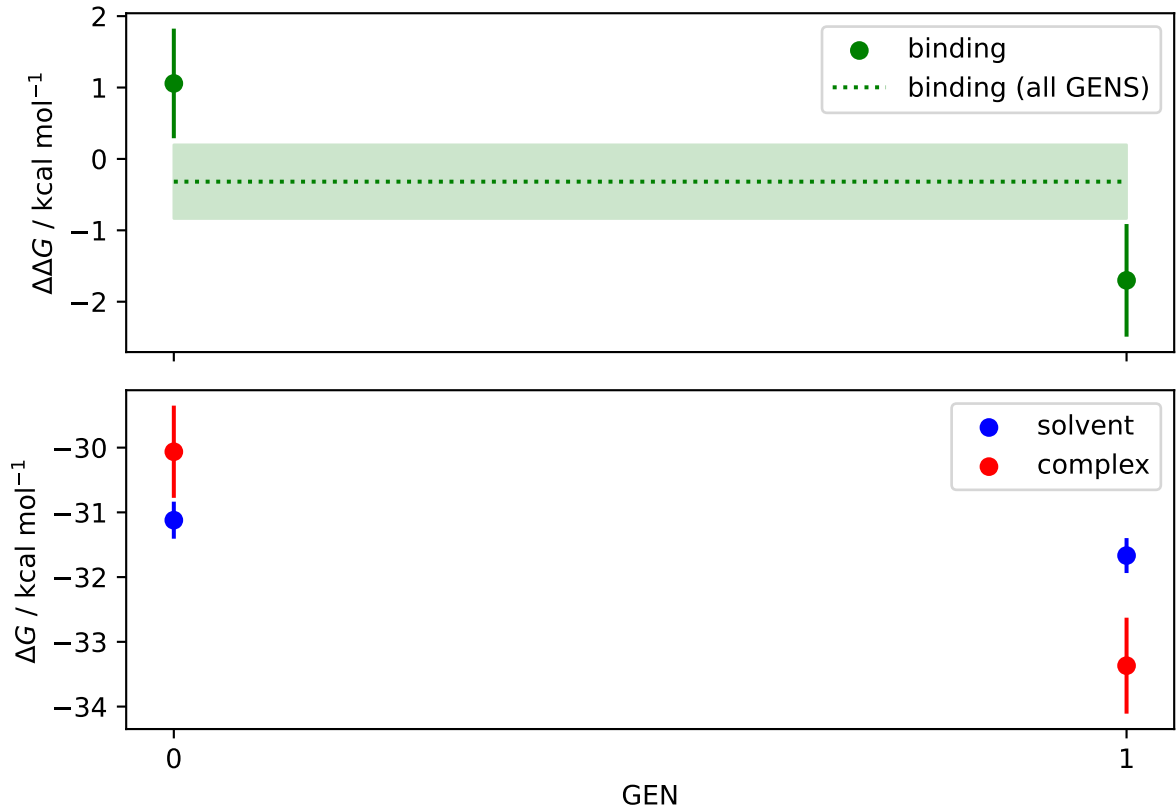 2
1
0
−1
−2
ΔΔG / kcal mol⁻¹
binding
binding (all GENS)
−30
−31
−32
−33
−34
ΔG / kcal mol⁻¹
solvent
complex
0
1
GEN